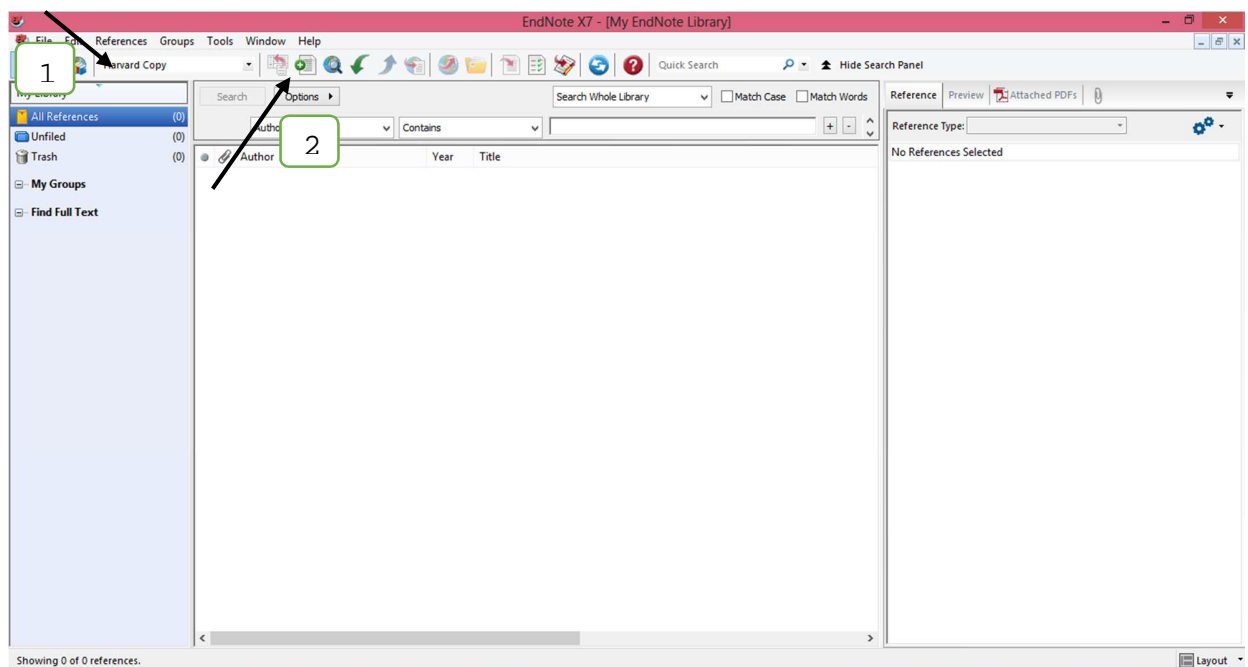 EndNote X7 - [My EndNote Library]
File Edit References Groups Tools Window Help
1
Harvard Copy
Quick Search
Hide Search Panel
My Library
Search Options
Search Whole Library
Match Case
Match Words
Reference Preview Attached PDFs
All References (0)
Contains
+ -
Reference Type:
Unfiled (0)
2
Trash (0)
Author Year Title
No References Selected
My Groups
Find Full Text
Showing 0 of 0 references.
Layout